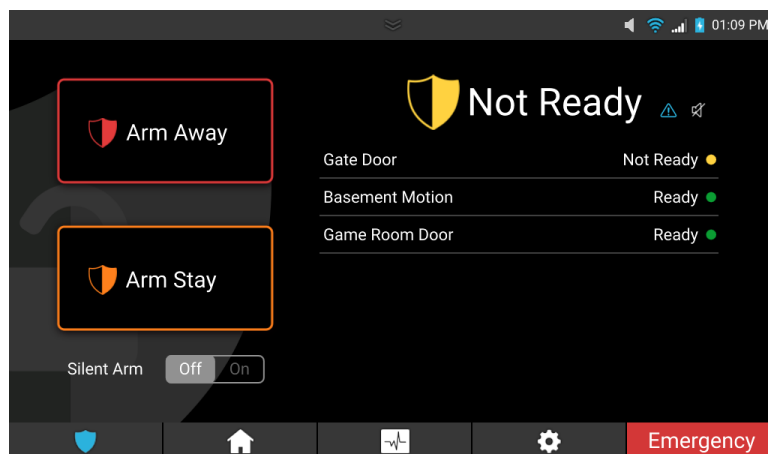 01:09 PM
Arm Away
Not Ready
Gate Door Not Ready
Basement Motion Ready
Game Room Door Ready
Arm Stay
Silent Arm Off On
Emergency